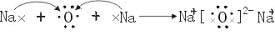 Na× + :Ö: + ×Na ⟶ Na⁺[:Ö:]²⁻ Na⁺